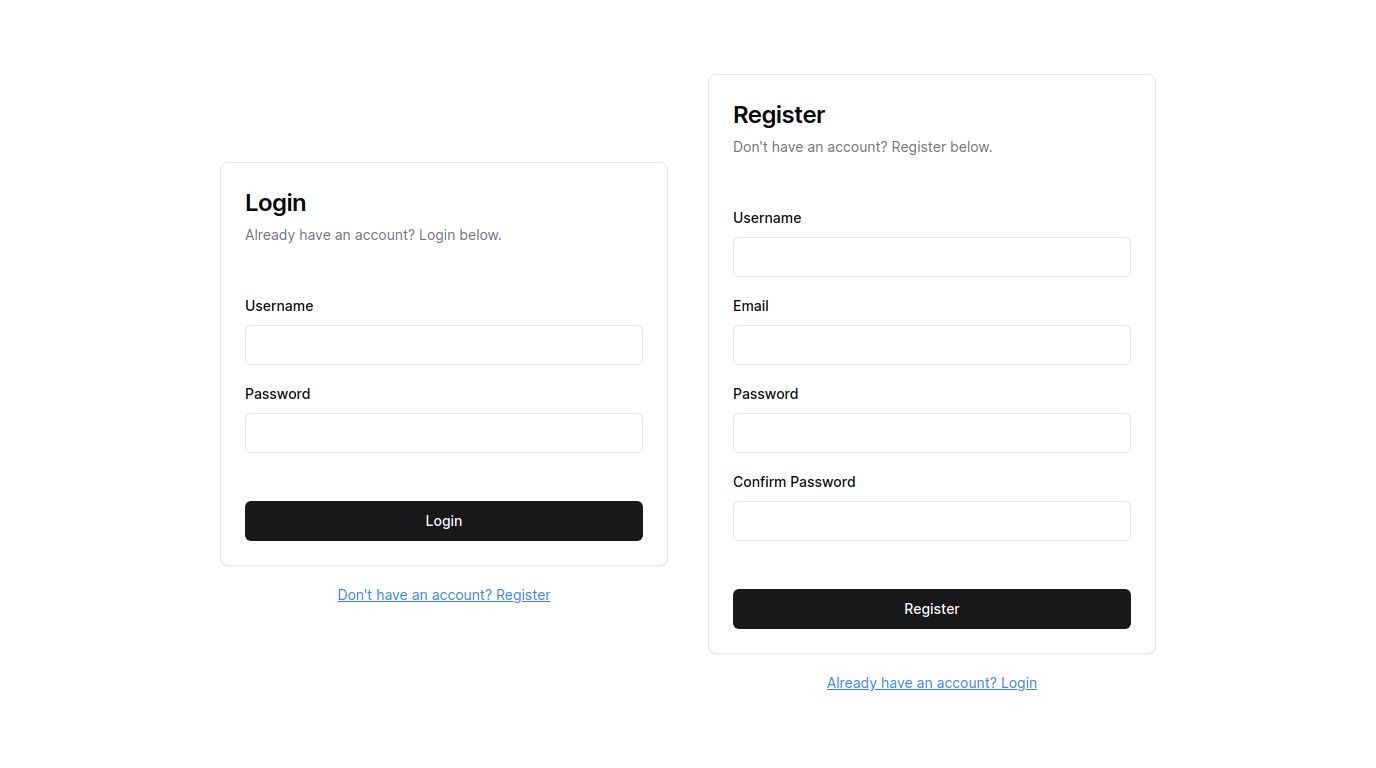 Login
Already have an account? Login below.
Username
Password
Login
Don't have an account? Register
Register
Don't have an account? Register below.
Username
Email
Password
Confirm Password
Register
Already have an account? Login